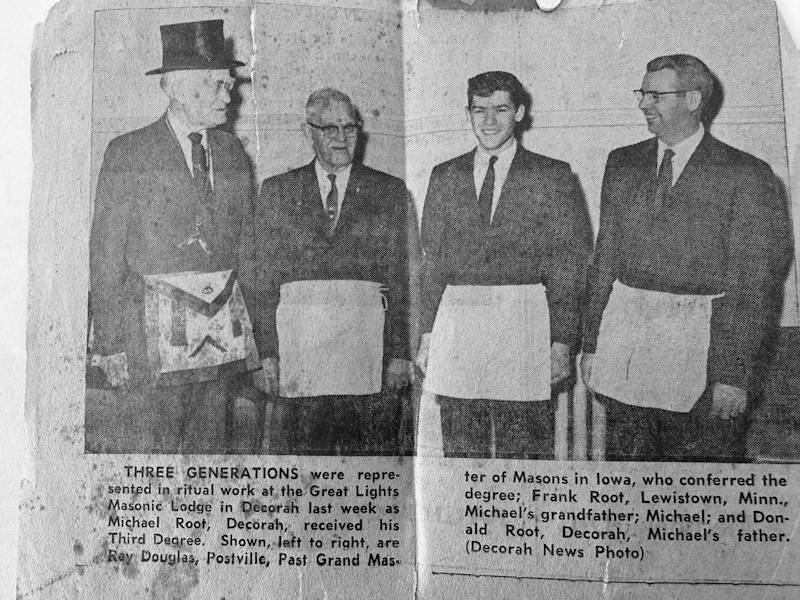 THREE GENERATIONS were repre-
sented in ritual work at the Great Lights
Masonic Lodge in Decorah last week as
Michael Root, Decorah, received his
Third Degree. Shown, left to right, are
Ray Douglas, Postville, Past Grand Mas-
ter of Masons in Iowa, who conferred the
degree; Frank Root, Lewistown, Minn.,
Michael's grandfather; Michael; and Don-
ald Root, Decorah, Michael's father.
(Decorah News Photo)